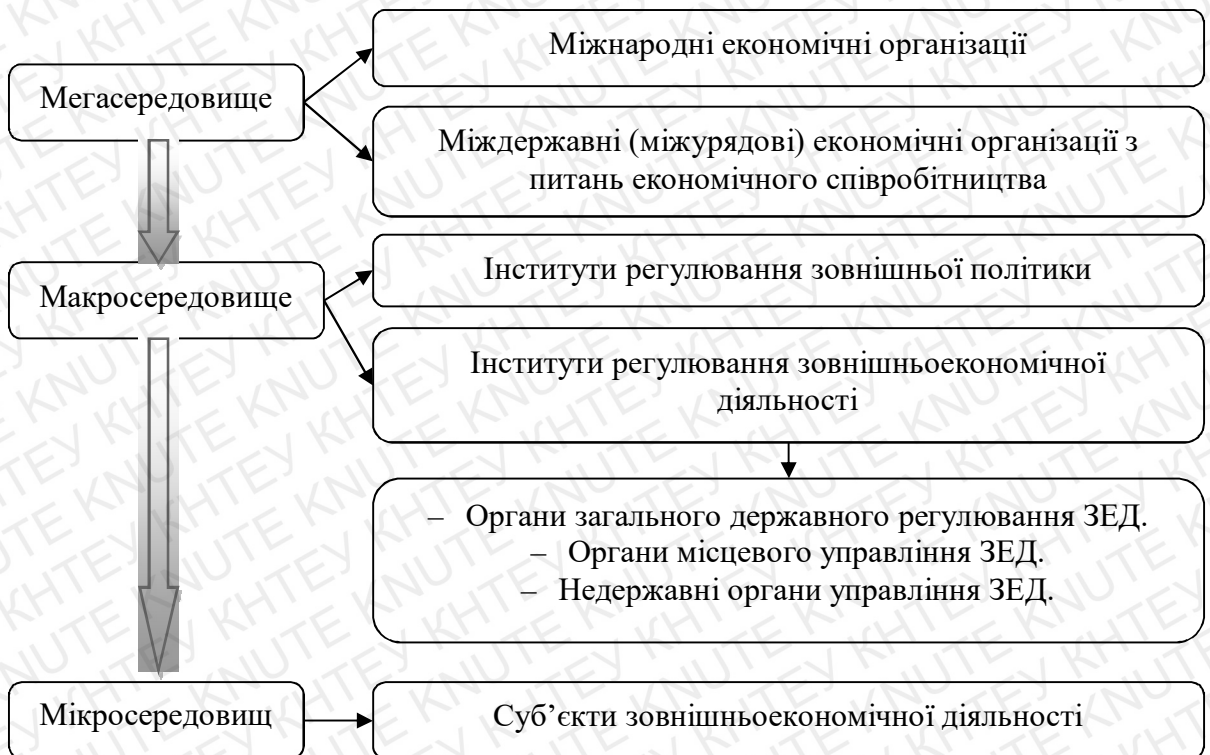 Міжнародні економічні організації
Мегасередовище
Міждержавні (міжурядові) економічні організації з
питань економічного співробітництва
Інститути регулювання зовнішньої політики
Макросередовище
Інститути регулювання зовнішньоекономічної
діяльності
– Органи загального державного регулювання ЗЕД.
– Органи місцевого управління ЗЕД.
– Недержавні органи управління ЗЕД.
Мікросередовищ
Суб’єкти зовнішньоекономічної діяльності
KNUTE КНТЕУ